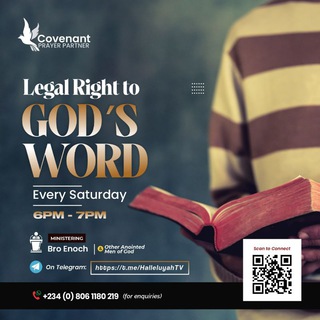 Covenant
PRAYER PARTNER
Legal Right to
GOD'S
WORD
Every Saturday
6PM - 7PM
MINISTERING
Bro Enoch
& Other Anointed
Men of God
On Telegram: https://t.me/HalleluyahTV
Scan to Connect
+234 (0) 806 1180 219 (for enquiries)